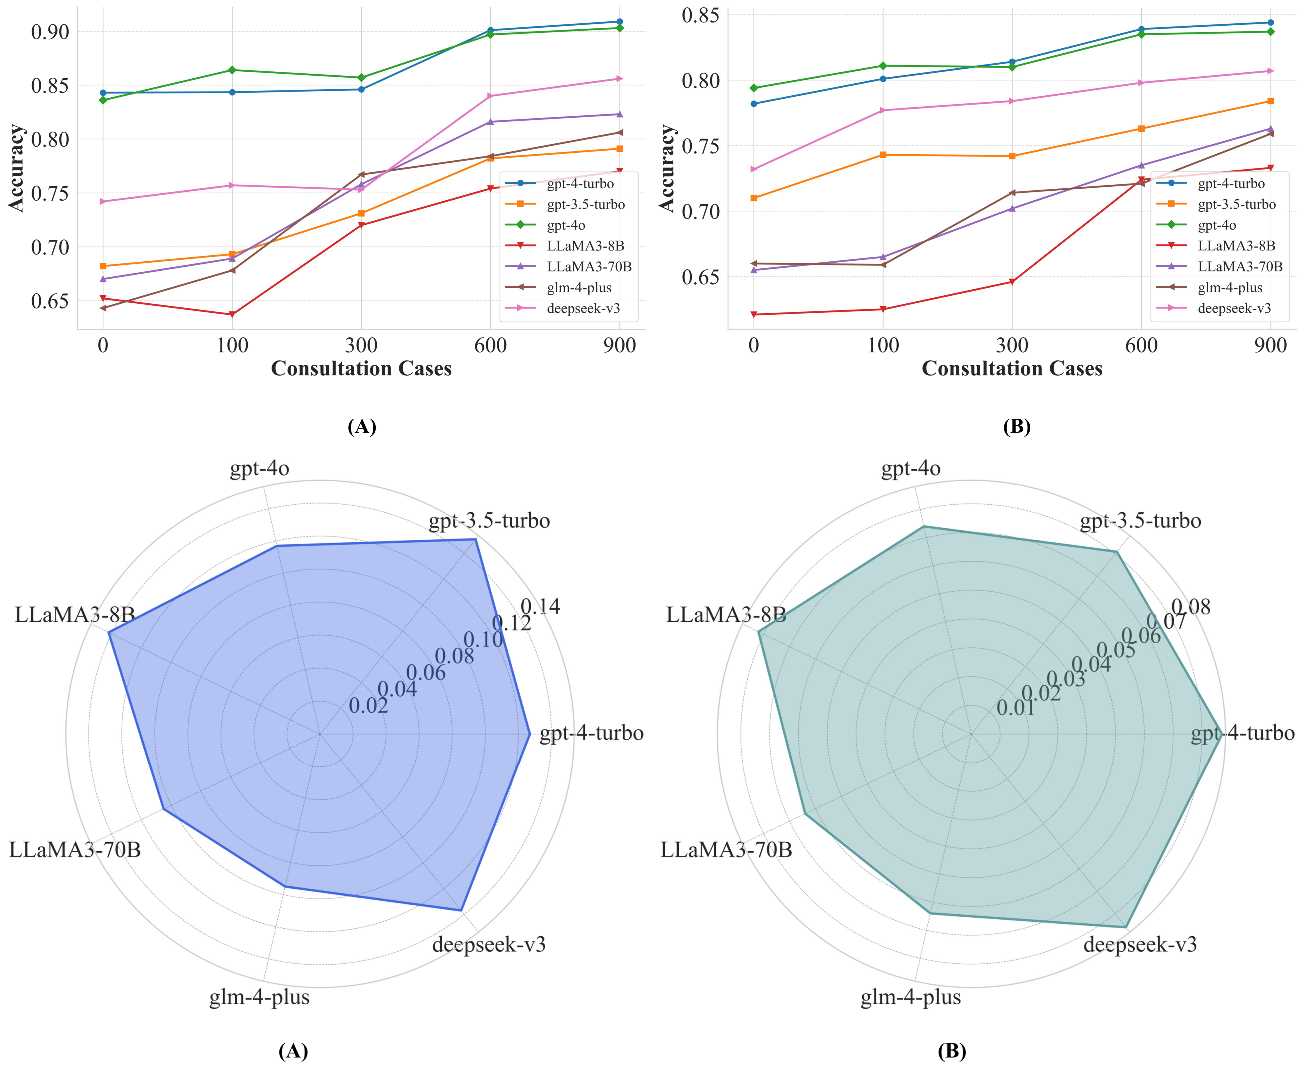 0.90
0.85
0.80
0.75
0.70
0.65
Accuracy
gpt-4-turbo
gpt-3.5-turbo
gpt-4o
LLaMA3-8B
LLaMA3-70B
glm-4-plus
deepseek-v3
0 100 300 600 900
Consultation Cases
(A)
0.85
0.80
0.75
0.70
0.65
Accuracy
gpt-4-turbo
gpt-3.5-turbo
gpt-4o
LLaMA3-8B
LLaMA3-70B
glm-4-plus
deepseek-v3
0 100 300 600 900
Consultation Cases
(B)
gpt-4o
gpt-3.5-turbo
LLaMA3-8B
0.14
0.12
0.10
0.08
0.06
0.04
0.02
gpt-4-turbo
LLaMA3-70B
deepseek-v3
glm-4-plus
(A)
gpt-4o
gpt-3.5-turbo
LLaMA3-8B
0.08
0.07
0.06
0.05
0.04
0.03
0.02
0.01
gpt-4-turbo
LLaMA3-70B
deepseek-v3
glm-4-plus
(B)